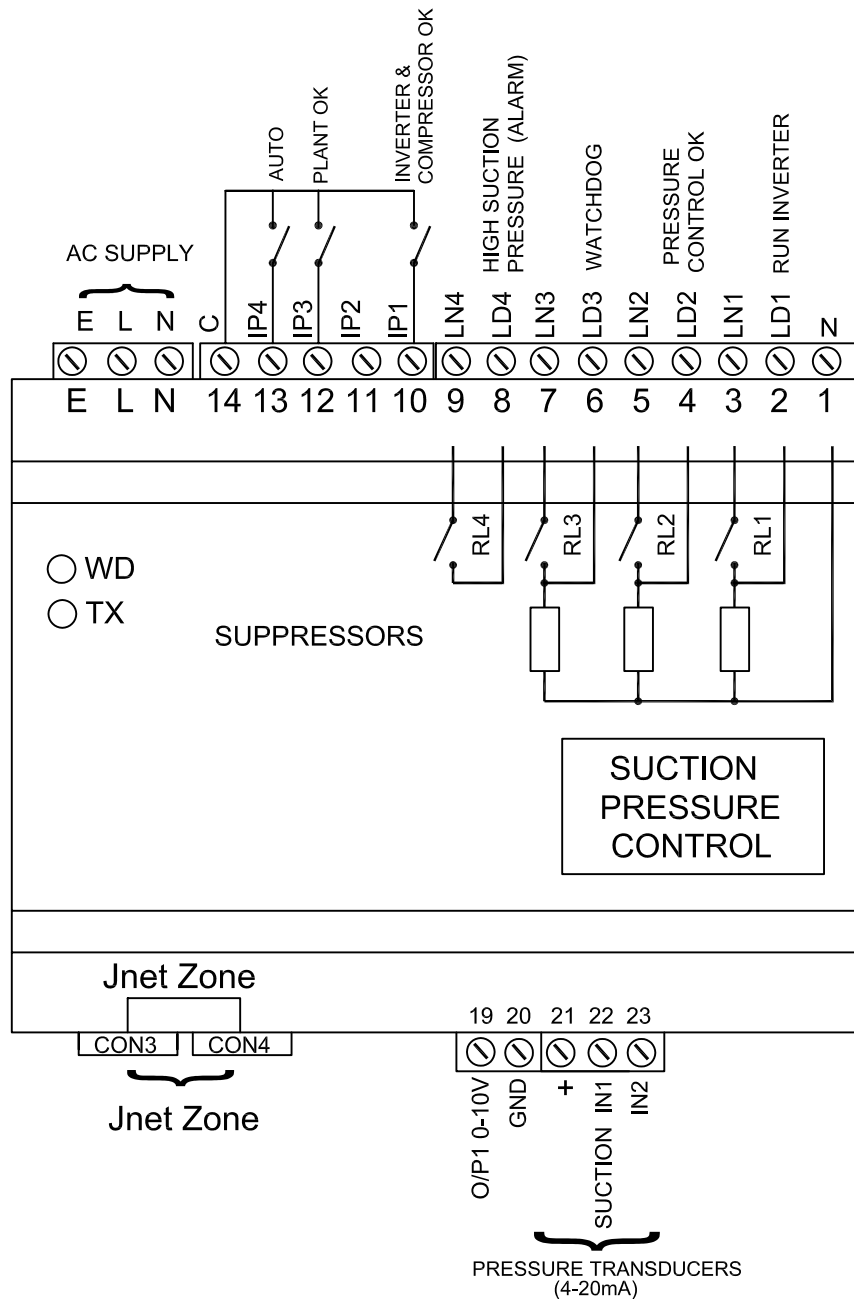 AC SUPPLY
AUTO
PLANT OK
INVERTER &
COMPRESSOR OK
HIGH SUCTION
PRESSURE (ALARM)
WATCHDOG
PRESSURE
CONTROL OK
RUN INVERTER
E L N C IP4 IP3 IP2 IP1 LN4 LD4 LN3 LD3 LN2 LD2 LN1 LD1 N
E L N 14 13 12 11 10 9 8 7 6 5 4 3 2 1
RL4 RL3 RL2 RL1
WD
TX
SUPPRESSORS
SUCTION
PRESSURE
CONTROL
Jnet Zone
CON3 CON4
Jnet Zone
19 20 21 22 23
O/P1 0-10V
GND
+
SUCTION IN1
IN2
PRESSURE TRANSDUCERS
(4-20mA)